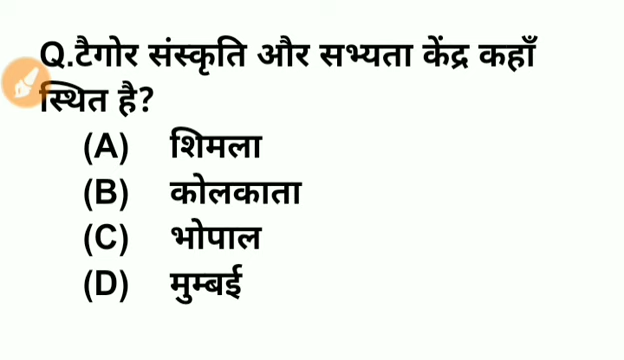 Q.टैगोर संस्कृति और सभ्यता केंद्र कहाँ
स्थित है?
(A) शिमला
(B) कोलकाता
(C) भोपाल
(D) मुम्बई